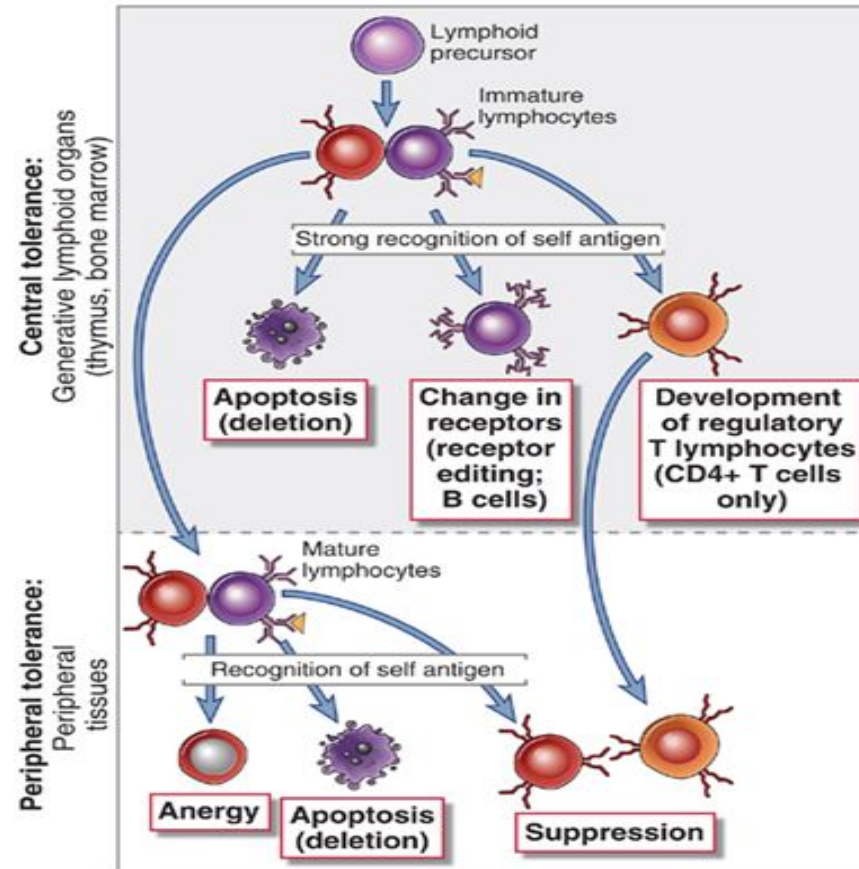 Lymphoid
precursor
Immature
lymphocytes
Central tolerance:
Generative lymphoid organs
(thymus, bone marrow)
Strong recognition of self antigen
Apoptosis
(deletion)
Change in
receptors
(receptor
editing;
B cells)
Development
of regulatory
T lymphocytes
(CD4+ T cells
only)
Mature
lymphocytes
Peripheral tolerance:
Peripheral
tissues
Recognition of self antigen
Anergy
Apoptosis
(deletion)
Suppression